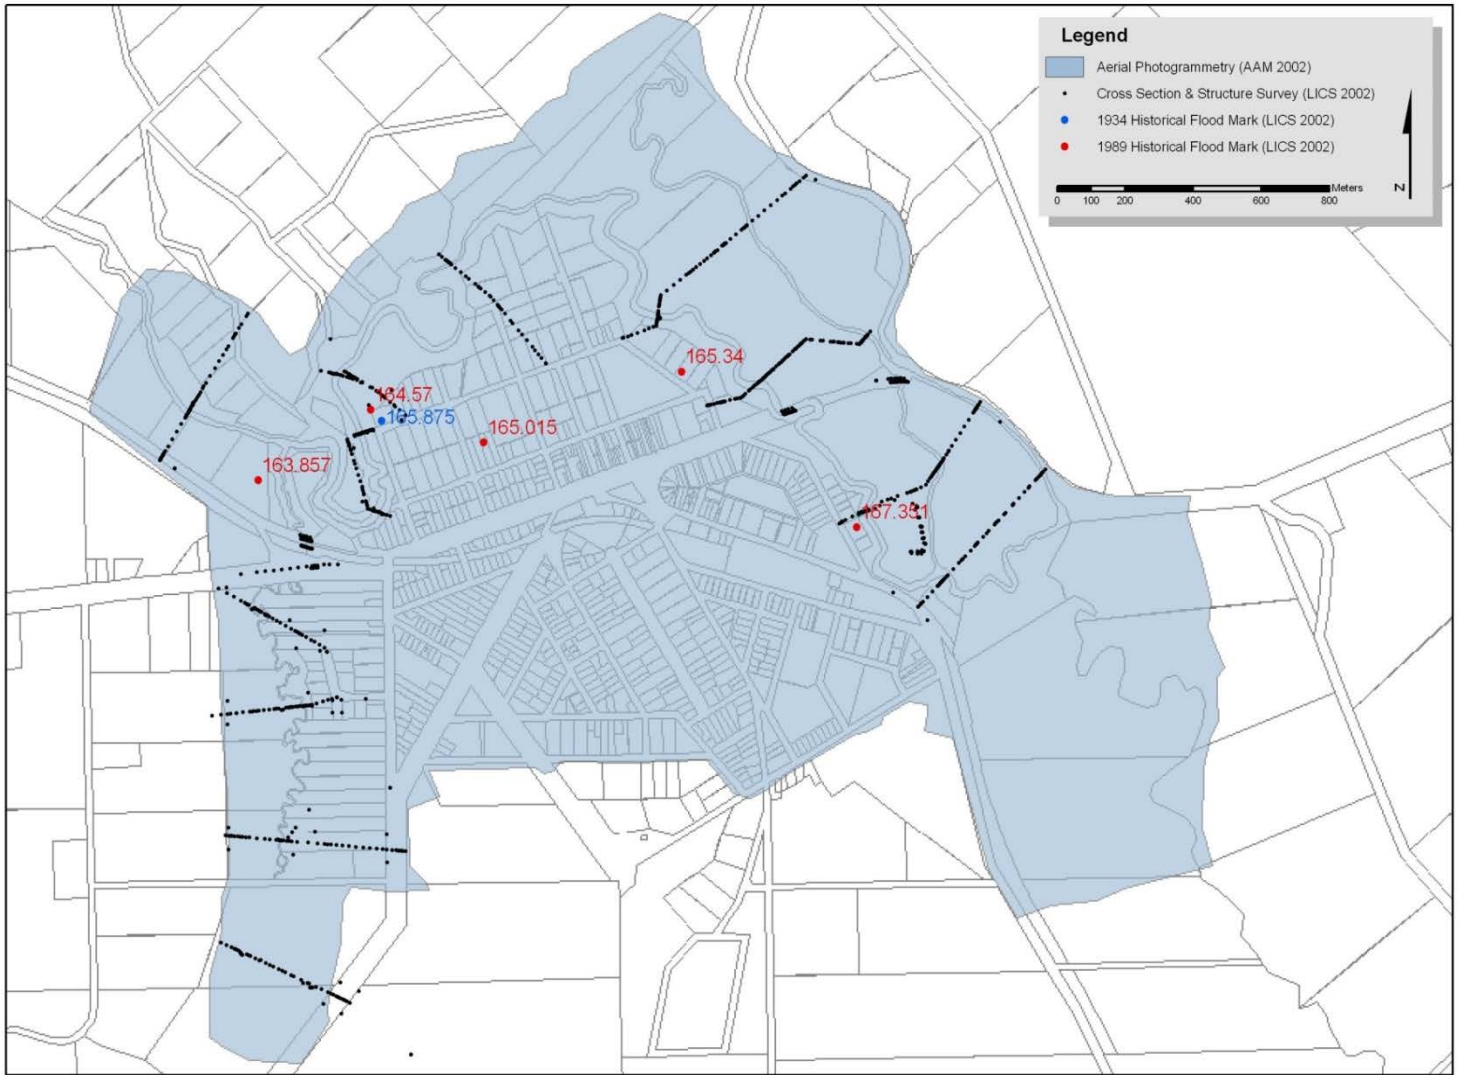 Legend
Aerial Photogrammetry (AAM 2002)
Cross Section & Structure Survey (LICS 2002)
1934 Historical Flood Mark (LICS 2002)
1989 Historical Flood Mark (LICS 2002)
Meters
0 100 200 400 600 800
N
165.34
164.57
165.875
165.015
163.857
167.351